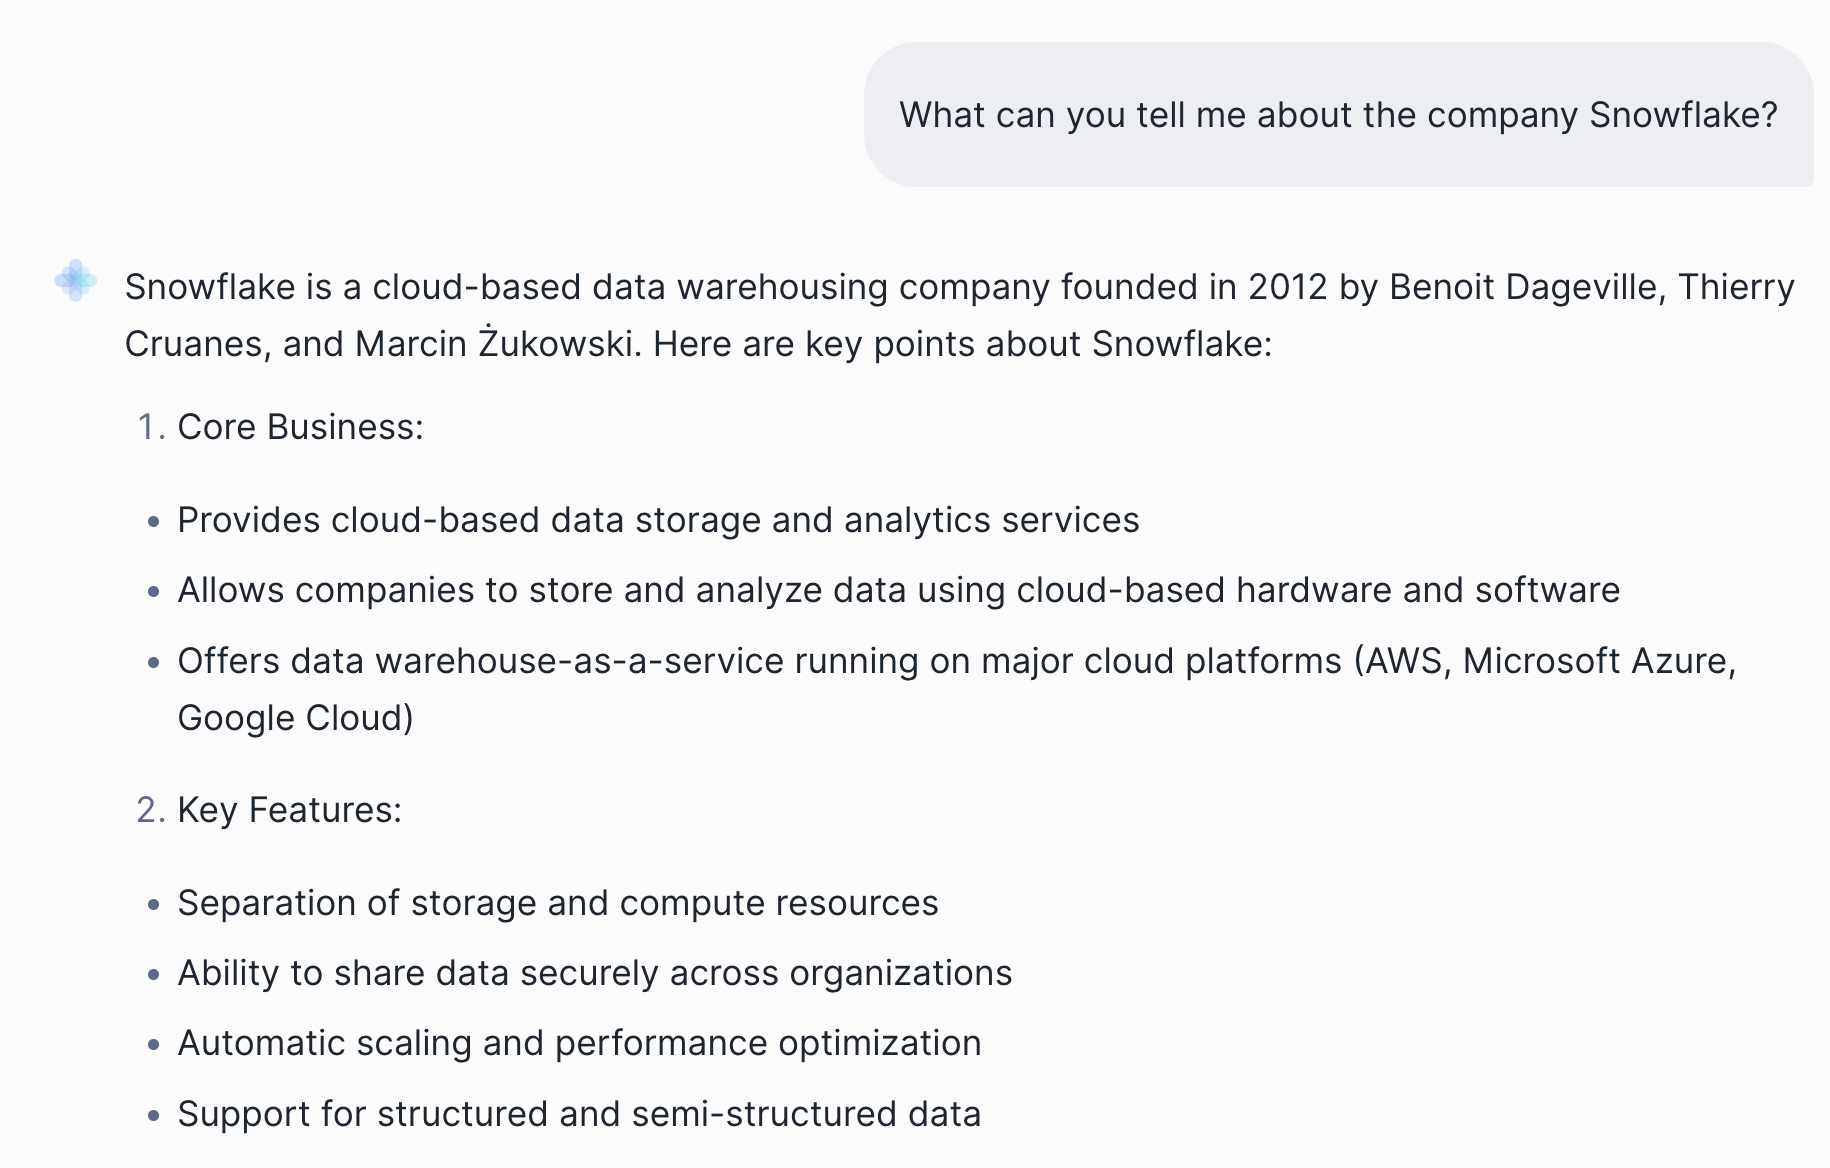 What can you tell me about the company Snowflake?
Snowflake is a cloud-based data warehousing company founded in 2012 by Benoit Dageville, Thierry
Cruanes, and Marcin Żukowski. Here are key points about Snowflake:
1. Core Business:
• Provides cloud-based data storage and analytics services
• Allows companies to store and analyze data using cloud-based hardware and software
• Offers data warehouse-as-a-service running on major cloud platforms (AWS, Microsoft Azure,
Google Cloud)
2. Key Features:
• Separation of storage and compute resources
• Ability to share data securely across organizations
• Automatic scaling and performance optimization
• Support for structured and semi-structured data